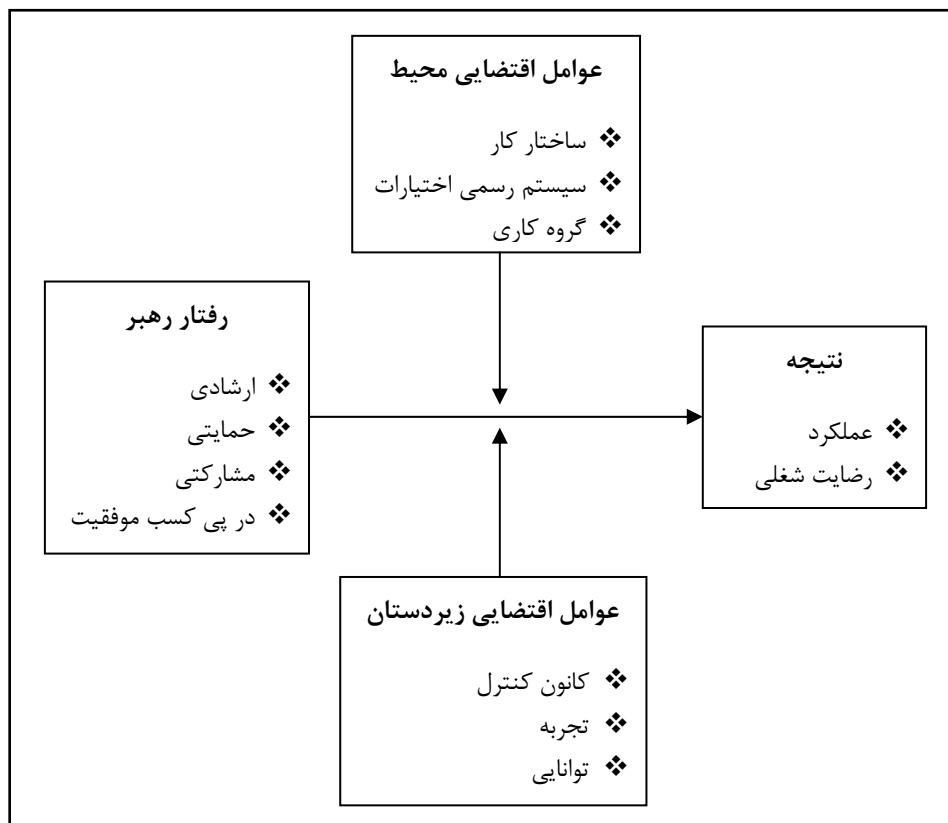 عوامل اقتضایی محیط
❖ ساختار کار
❖ سیستم رسمی اختیارات
❖ گروه کاری
رفتار رهبر
❖ ارشادی
❖ حمایتی
❖ مشارکتی
❖ در پی کسب موفقیت
نتیجه
❖ عملکرد
❖ رضایت شغلی
عوامل اقتضایی زیردستان
❖ کانون کنترل
❖ تجربه
❖ توانایی